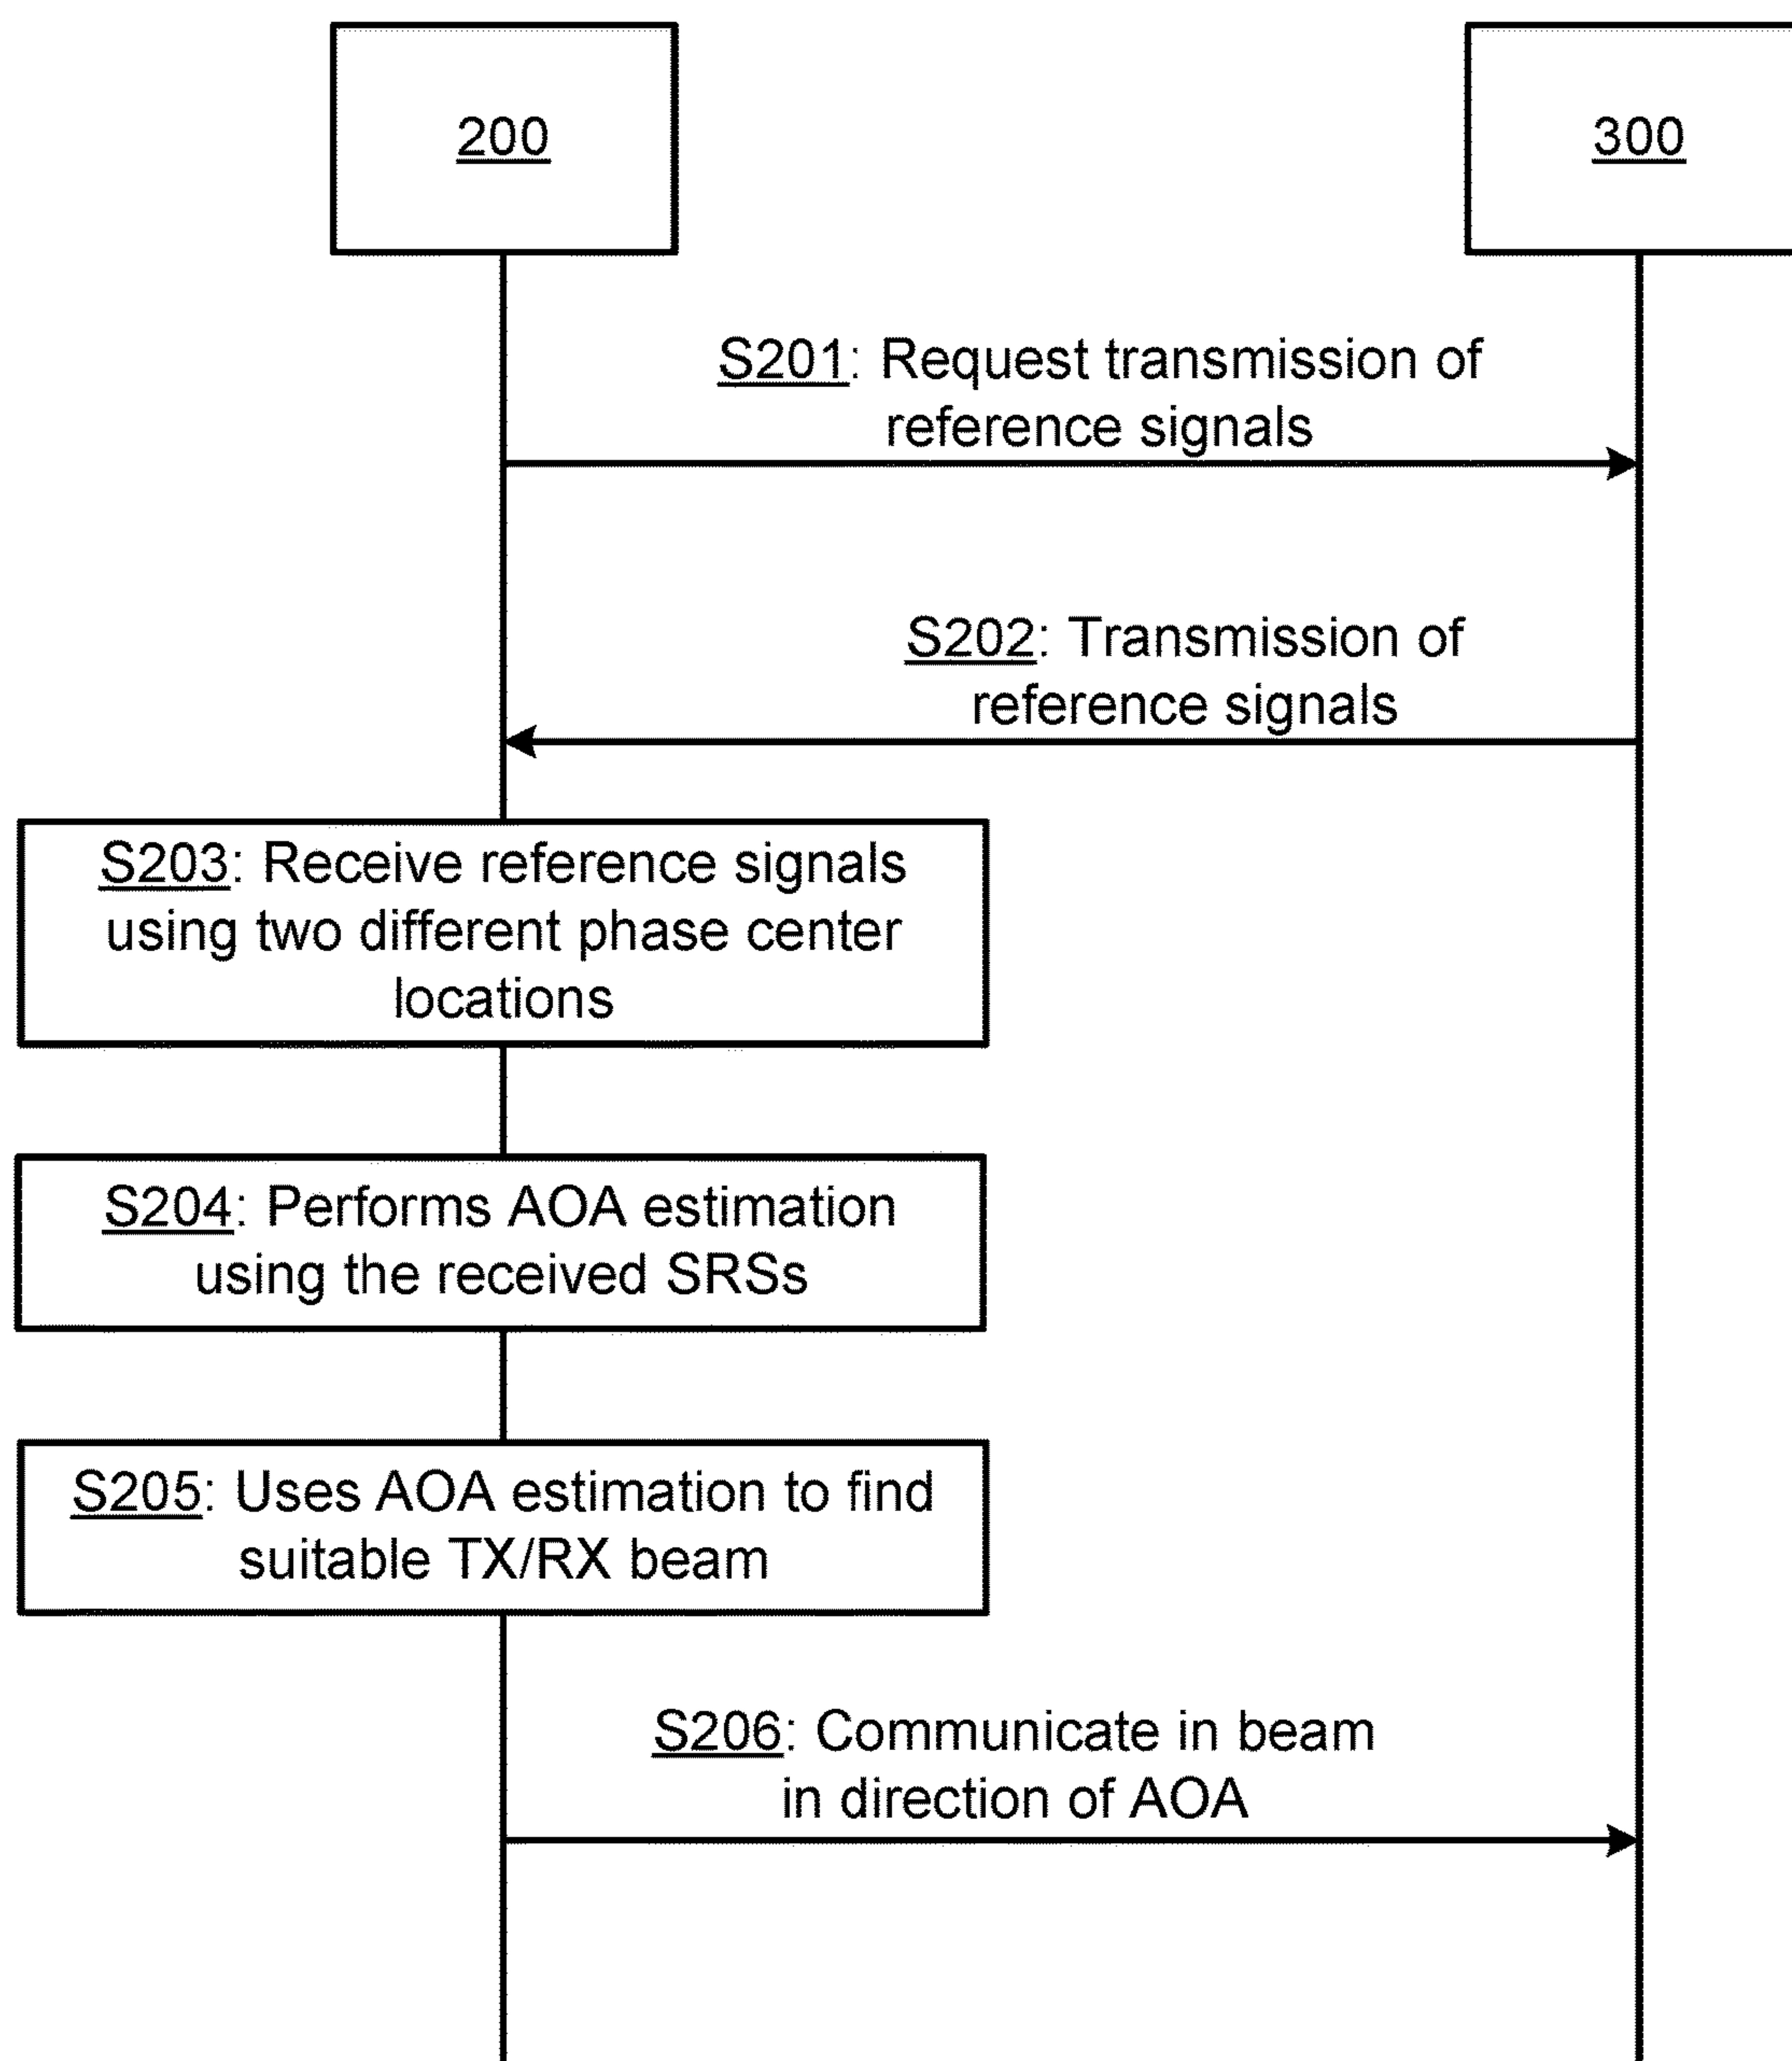 200
300
S201: Request transmission of
reference signals
S202: Transmission of
reference signals
S203: Receive reference signals
using two different phase center
locations
S204: Performs AOA estimation
using the received SRSs
S205: Uses AOA estimation to find
suitable TX/RX beam
S206: Communicate in beam
in direction of AOA